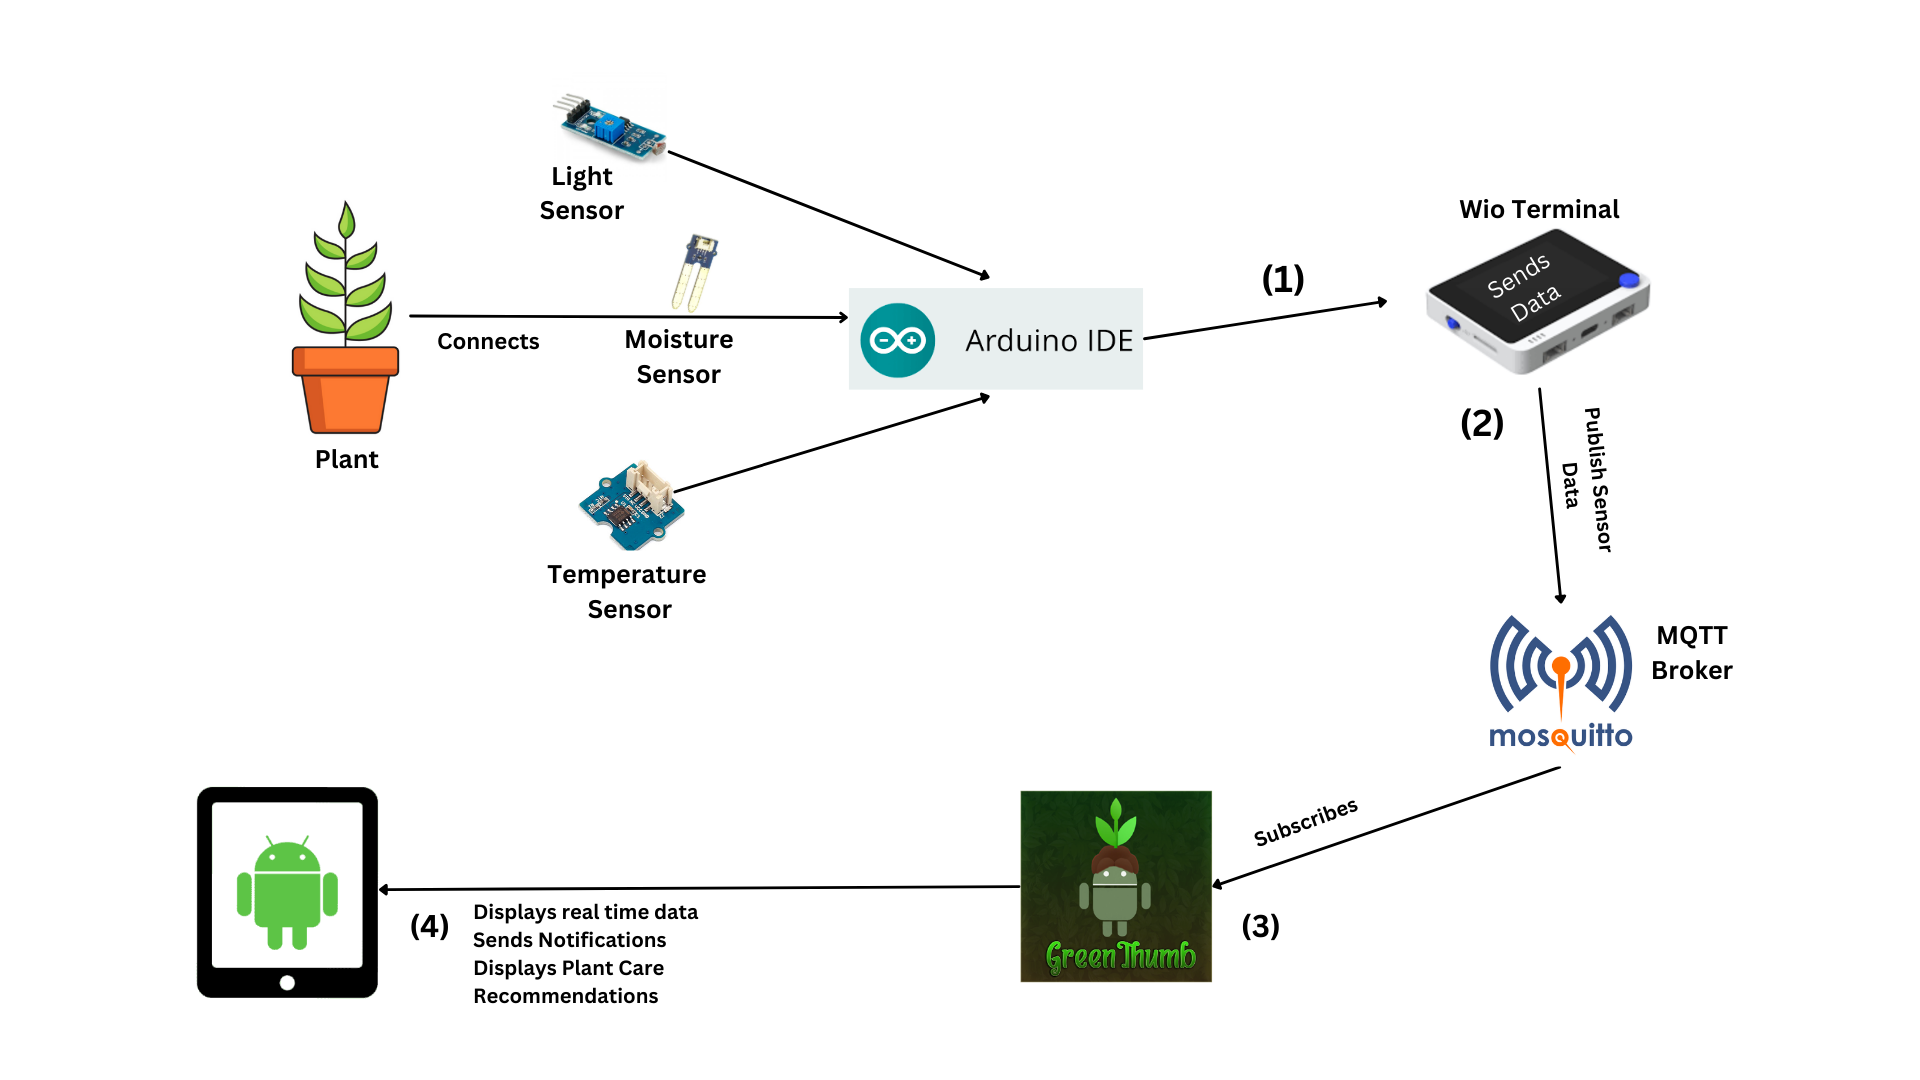 Light
Sensor
Wio Terminal
Sends
Data
(1)
Arduino IDE
Connects
Moisture
Sensor
Plant
(2)
Publish Sensor
Data
Temperature
Sensor
MQTT
Broker
mosquitto
Subscribes
(3)
GreenThumb
(4)
Displays real time data
Sends Notifications
Displays Plant Care
Recommendations